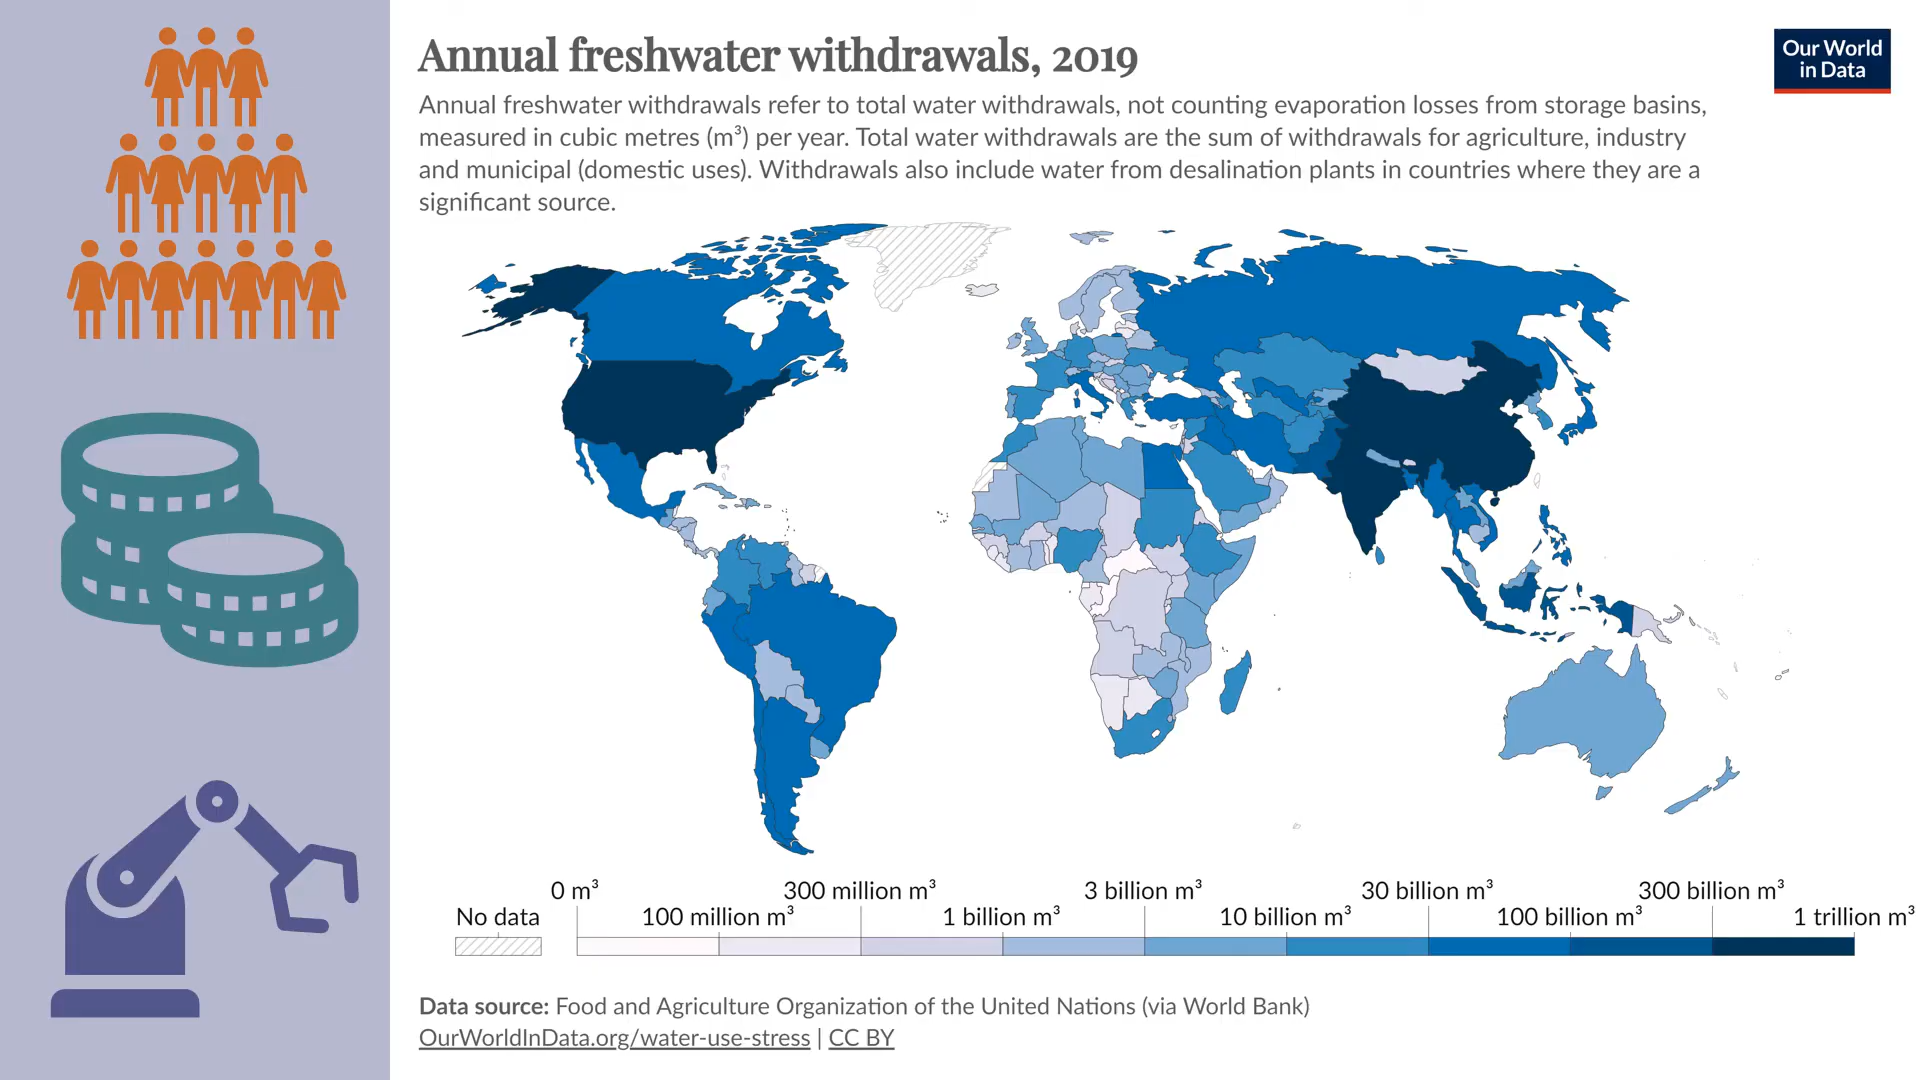 Annual freshwater withdrawals, 2019
Our World
in Data
Annual freshwater withdrawals refer to total water withdrawals, not counting evaporation losses from storage basins,
measured in cubic metres (m³) per year. Total water withdrawals are the sum of withdrawals for agriculture, industry
and municipal (domestic uses). Withdrawals also include water from desalination plants in countries where they are a
significant source.
0 m³
300 million m³
3 billion m³
30 billion m³
300 billion m³
No data
100 million m³
1 billion m³
10 billion m³
100 billion m³
1 trillion m³
Data source: Food and Agriculture Organization of the United Nations (via World Bank)
OurWorldInData.org/water-use-stress | CC BY